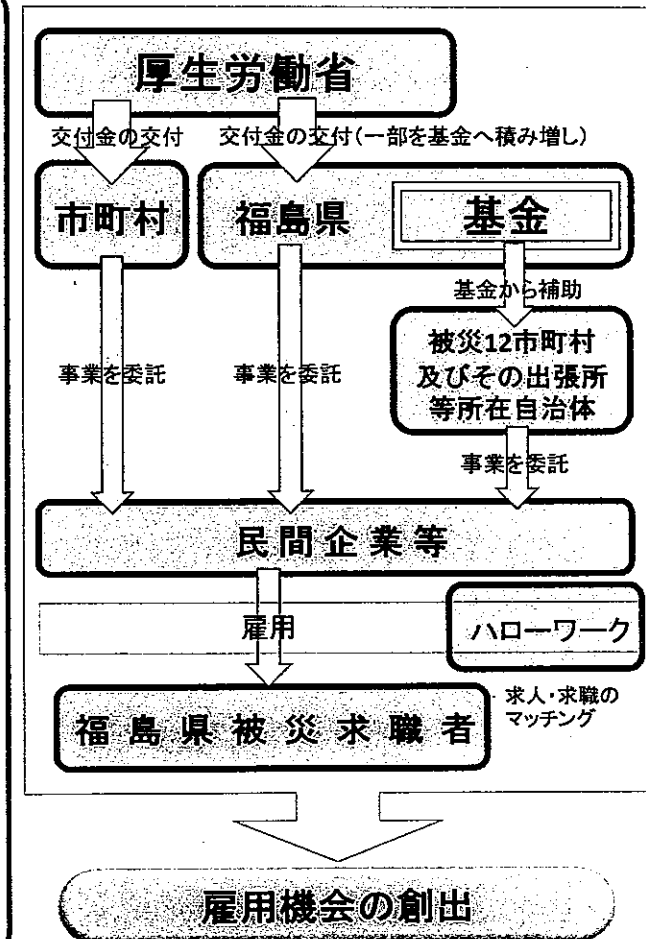 厚生労働省
交付金の交付
交付金の交付(一部を基金へ積み増し)
市町村
福島県
基金
基金から補助
被災12市町村
及びその出張所
等所在自治体
事業を委託
事業を委託
事業を委託
民間企業等
雇用
ハローワーク
求人・求職の
マッチング
福島県被災求職者
雇用機会の創出